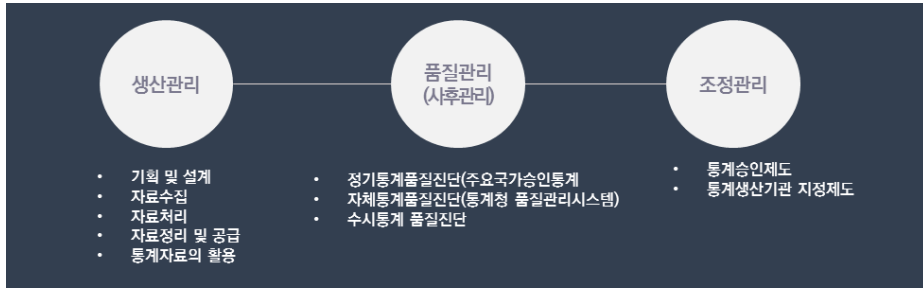 생산관리
품질관리
(사후관리)
조정관리
• 기획 및 설계
• 자료수집
• 자료처리
• 자료정리 및 공급
• 통계자료의 활용
• 정기통계품질진단(주요국가승인통계
• 자체통계품질진단(통계청 품질관리시스템)
• 수시통계 품질진단
• 통계승인제도
• 통계생산기관 지정제도